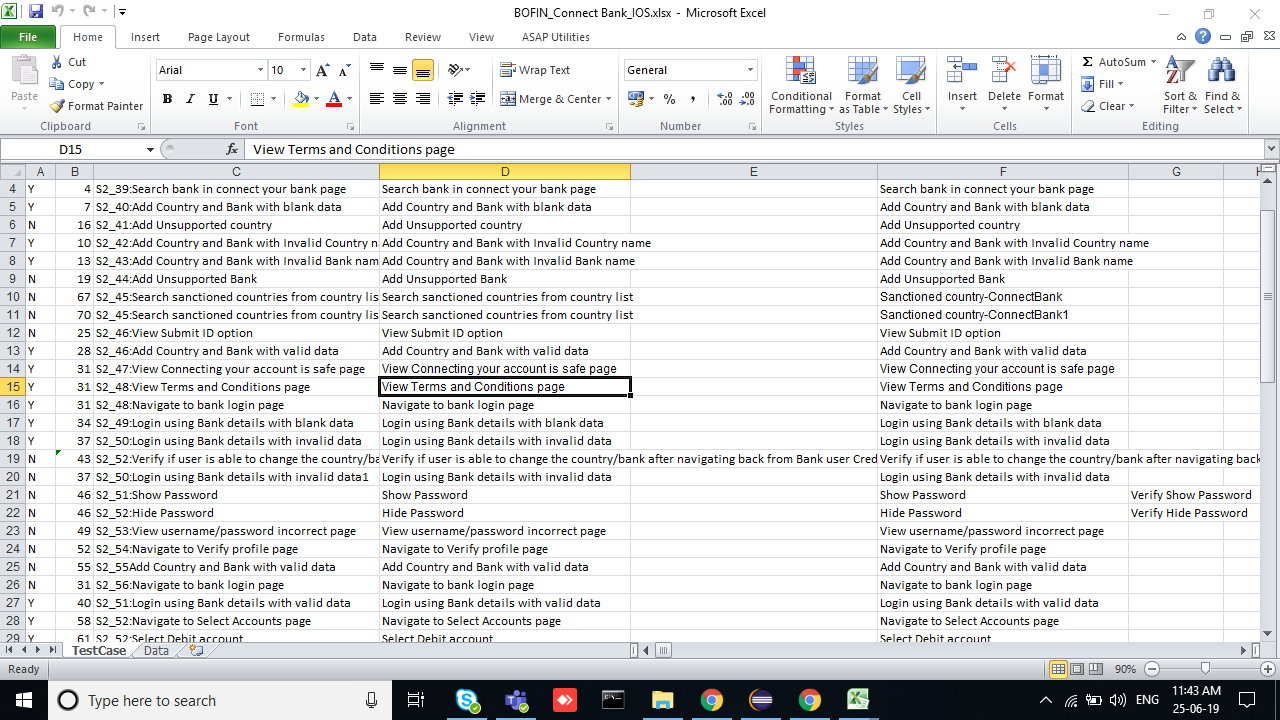 BOFIN_Connect Bank_IOS.xlsx - Microsoft Excel
File Home Insert Page Layout Formulas Data Review View ASAP Utilities
Paste Cut Copy Format Painter Clipboard
Arial 10 A A B I U A Font
Wrap Text Merge & Center Alignment
General % , .00 .0 Number
Conditional Formatting Format as Table Cell Styles Styles
Insert Delete Format Cells
Σ AutoSum Fill Clear Sort & Filter Find & Select Editing
D15 fx View Terms and Conditions page
A B C D E F G H
4 Y 4 S2_39:Search bank in connect your bank page Search bank in connect your bank page Search bank in connect your bank page
5 Y 7 S2_40:Add Country and Bank with blank data Add Country and Bank with blank data Add Country and Bank with blank data
6 N 16 S2_41:Add Unsupported country Add Unsupported country Add Unsupported country
7 Y 10 S2_42:Add Country and Bank with Invalid Country n Add Country and Bank with Invalid Country name Add Country and Bank with Invalid Country name
8 Y 13 S2_43:Add Country and Bank with Invalid Bank nam Add Country and Bank with Invalid Bank name Add Country and Bank with Invalid Bank name
9 N 19 S2_44:Add Unsupported Bank Add Unsupported Bank Add Unsupported Bank
10 N 67 S2_45:Search sanctioned countries from country lis Search sanctioned countries from country list Sanctioned country-ConnectBank
11 N 70 S2_45:Search sanctioned countries from country lis Search sanctioned countries from country list Sanctioned country-ConnectBank1
12 N 25 S2_46:View Submit ID option View Submit ID option View Submit ID option
13 Y 28 S2_46:Add Country and Bank with valid data Add Country and Bank with valid data Add Country and Bank with valid data
14 Y 31 S2_47:View Connecting your account is safe page View Connecting your account is safe page View Connecting your account is safe page
15 Y 31 S2_48:View Terms and Conditions page View Terms and Conditions page View Terms and Conditions page
16 Y 31 S2_48:Navigate to bank login page Navigate to bank login page Navigate to bank login page
17 Y 34 S2_49:Login using Bank details with blank data Login using Bank details with blank data Login using Bank details with blank data
18 Y 37 S2_50:Login using Bank details with invalid data Login using Bank details with invalid data Login using Bank details with invalid data
19 N 43 S2_52:Verify if user is able to change the country/ba Verify if user is able to change the country/bank after navigating back from Bank user Cred Verify if user is able to change the country/bank after navigating back
20 N 37 S2_50:Login using Bank details with invalid data1 Login using Bank details with invalid data Login using Bank details with invalid data
21 N 46 S2_51:Show Password Show Password Show Password Verify Show Password
22 N 46 S2_52:Hide Password Hide Password Hide Password Verify Hide Password
23 N 49 S2_53:View username/password incorrect page View username/password incorrect page View username/password incorrect page
24 N 52 S2_54:Navigate to Verify profile page Navigate to Verify profile page Navigate to Verify profile page
25 N 55 S2_55Add Country and Bank with valid data Add Country and Bank with valid data Add Country and Bank with valid data
26 N 31 S2_56:Navigate to bank login page Navigate to bank login page Navigate to bank login page
27 Y 40 S2_51:Login using Bank details with valid data Login using Bank details with valid data Login using Bank details with valid data
28 Y 58 S2_52:Navigate to Select Accounts page Navigate to Select Accounts page Navigate to Select Accounts page
29 Y 61 S2_52:Select Debit account Select Debit account Select Debit account
TestCase Data
Ready 90%
Type here to search ENG 11:43 AM
25-06-19